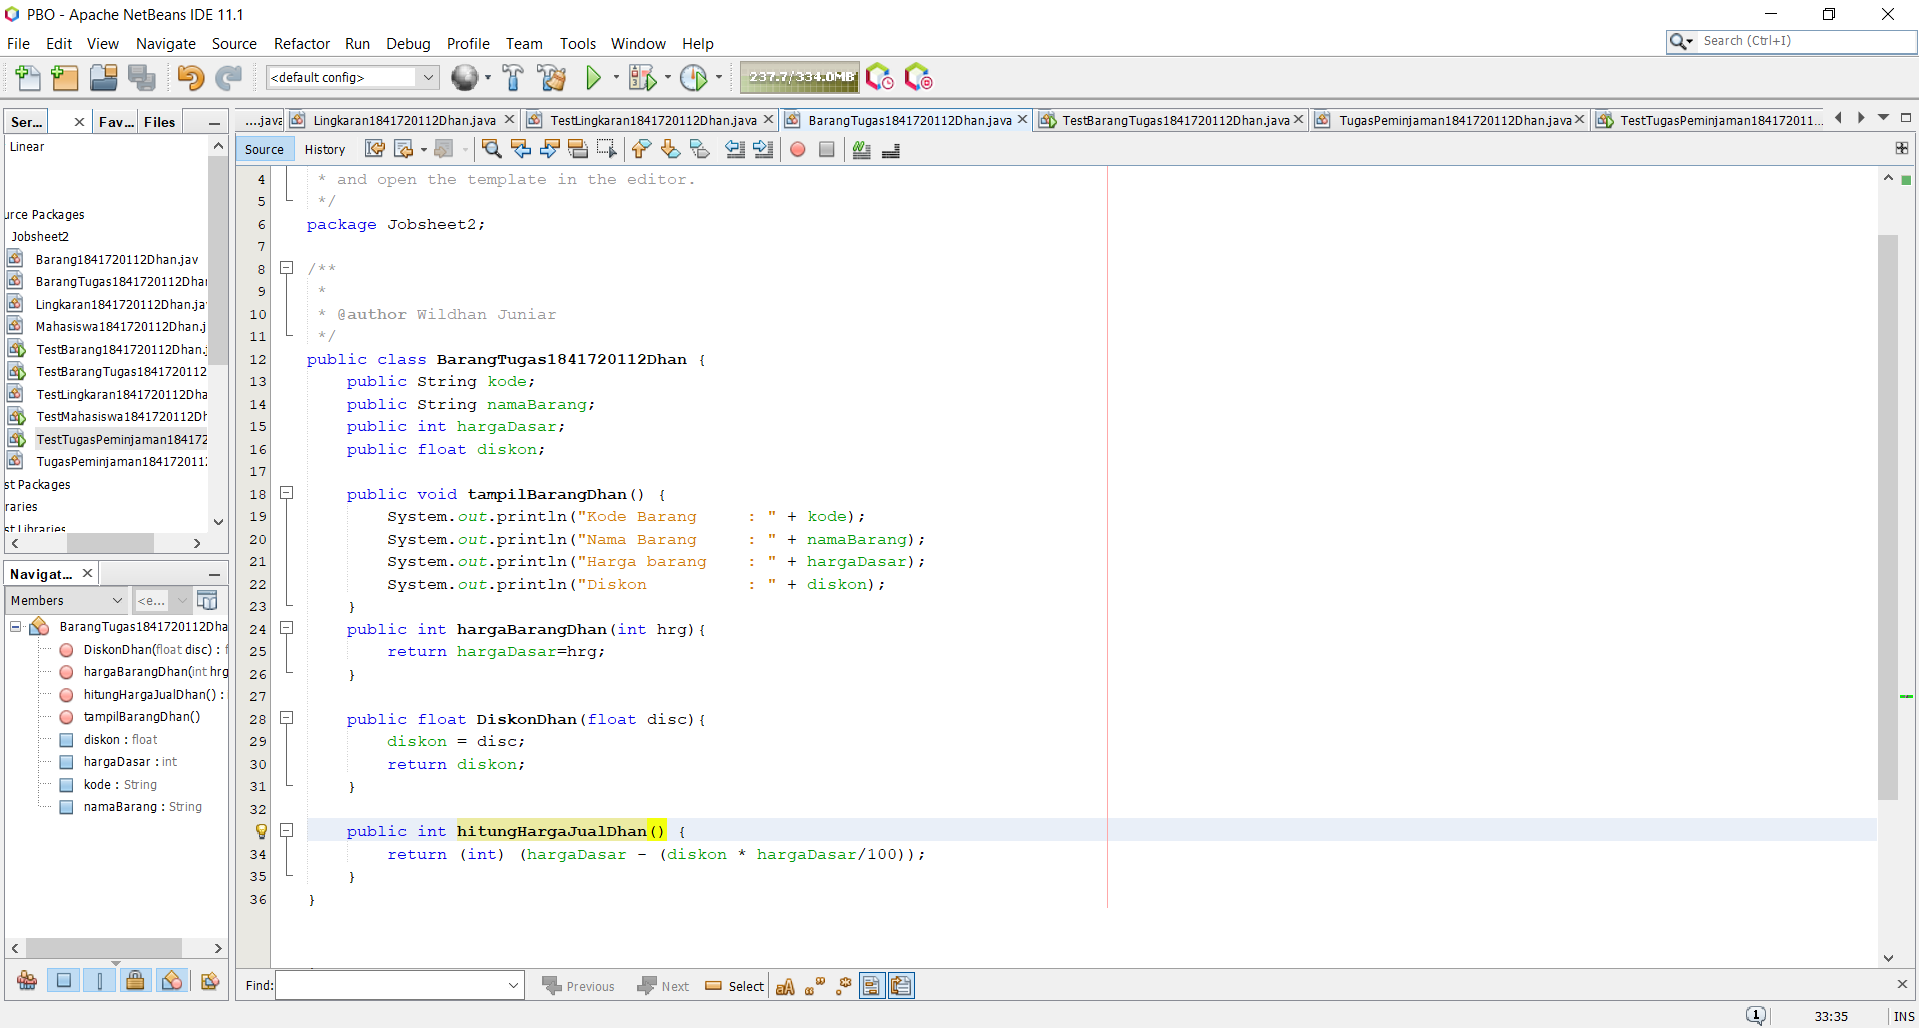 PBO - Apache NetBeans IDE 11.1
File Edit View Navigate Source Refactor Run Debug Profile Team Tools Window Help
Search (Ctrl+I)
<default config>
237.7/334.0MB
Ser... Fav... Files
....java Lingkaran1841720112Dhan.java TestLingkaran1841720112Dhan.java BarangTugas1841720112Dhan.java TestBarangTugas1841720112Dhan.java TugasPeminjaman1841720112Dhan.java TestTugasPeminjaman184172011...
Source History
Linear
urce Packages
Jobsheet2
Barang1841720112Dhan.jav
BarangTugas1841720112Dhan
Lingkaran1841720112Dhan.ja
Mahasiswa1841720112Dhan.j
TestBarang1841720112Dhan.j
TestBarangTugas1841720112
TestLingkaran1841720112Dha
TestMahasiswa1841720112Dh
TestTugasPeminjaman184172
TugasPeminjaman184172011
st Packages
raries
st Libraries
Navigat...
Members <e...
BarangTugas1841720112Dha
DiskonDhan(float disc) : f
hargaBarangDhan(int hrg
hitungHargaJualDhan() :
tampilBarangDhan()
diskon : float
hargaDasar : int
kode : String
namaBarang : String
4 * and open the template in the editor.
5 */
6 package Jobsheet2;
7
8 /**
9 *
10 * @author Wildhan Juniar
11 */
12 public class BarangTugas1841720112Dhan {
13 public String kode;
14 public String namaBarang;
15 public int hargaDasar;
16 public float diskon;
17
18 public void tampilBarangDhan() {
19 System.out.println("Kode Barang : " + kode);
20 System.out.println("Nama Barang : " + namaBarang);
21 System.out.println("Harga barang : " + hargaDasar);
22 System.out.println("Diskon : " + diskon);
23 }
24 public int hargaBarangDhan(int hrg){
25 return hargaDasar=hrg;
26 }
27
28 public float DiskonDhan(float disc){
29 diskon = disc;
30 return diskon;
31 }
32
public int hitungHargaJualDhan() {
34 return (int) (hargaDasar - (diskon * hargaDasar/100));
35 }
36 }
Find: Previous Next Select
1 33:35 INS